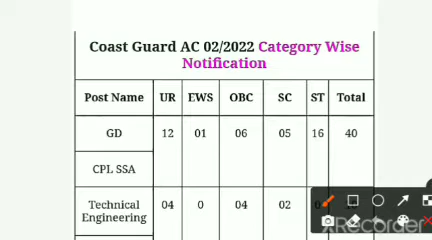 Coast Guard AC 02/2022 Category Wise
Notification
Post Name UR EWS OBC SC ST Total
GD 12 01 06 05 16 40
CPL SSA
Technical Engineering 04 0 04 02
XRecorder